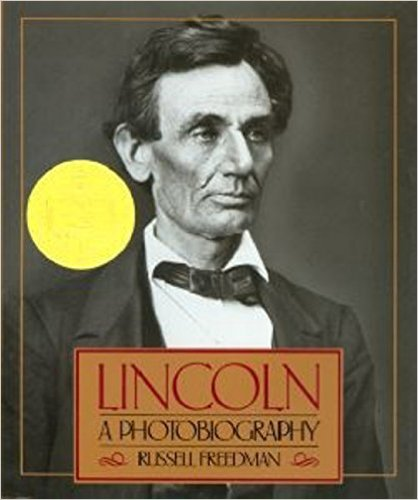 LINCOLN
A PHOTOBIOGRAPHY
RUSSELL FREEDMAN